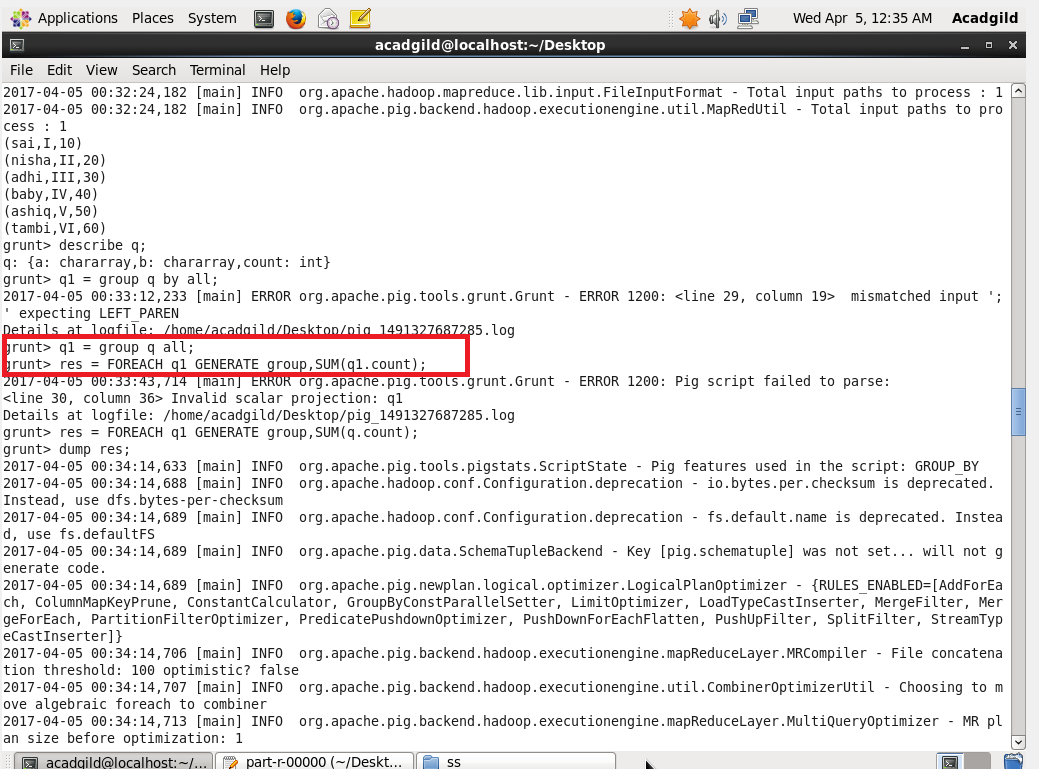 Applications Places System Wed Apr 5, 12:35 AM Acadgild
acadgild@localhost:~/Desktop
File Edit View Search Terminal Help
2017-04-05 00:32:24,182 [main] INFO  org.apache.hadoop.mapreduce.lib.input.FileInputFormat - Total input paths to process : 1
2017-04-05 00:32:24,182 [main] INFO  org.apache.pig.backend.hadoop.executionengine.util.MapRedUtil - Total input paths to pro
cess : 1
(sai,I,10)
(nisha,II,20)
(adhi,III,30)
(baby,IV,40)
(ashiq,V,50)
(tambi,VI,60)
grunt> describe q;
q: {a: chararray,b: chararray,count: int}
grunt> q1 = group q by all;
2017-04-05 00:33:12,233 [main] ERROR org.apache.pig.tools.grunt.Grunt - ERROR 1200: <line 29, column 19>  mismatched input ';
' expecting LEFT_PAREN
Details at logfile: /home/acadgild/Desktop/pig_1491327687285.log
grunt> q1 = group q all;
grunt> res = FOREACH q1 GENERATE group,SUM(q1.count);
2017-04-05 00:33:43,714 [main] ERROR org.apache.pig.tools.grunt.Grunt - ERROR 1200: Pig script failed to parse:
<line 30, column 36> Invalid scalar projection: q1
Details at logfile: /home/acadgild/Desktop/pig_1491327687285.log
grunt> res = FOREACH q1 GENERATE group,SUM(q.count);
grunt> dump res;
2017-04-05 00:34:14,633 [main] INFO  org.apache.pig.tools.pigstats.ScriptState - Pig features used in the script: GROUP_BY
2017-04-05 00:34:14,688 [main] INFO  org.apache.hadoop.conf.Configuration.deprecation - io.bytes.per.checksum is deprecated.
Instead, use dfs.bytes-per-checksum
2017-04-05 00:34:14,689 [main] INFO  org.apache.hadoop.conf.Configuration.deprecation - fs.default.name is deprecated. Instea
d, use fs.defaultFS
2017-04-05 00:34:14,689 [main] INFO  org.apache.pig.data.SchemaTupleBackend - Key [pig.schematuple] was not set... will not g
enerate code.
2017-04-05 00:34:14,689 [main] INFO  org.apache.pig.newplan.logical.optimizer.LogicalPlanOptimizer - {RULES_ENABLED=[AddForEa
ch, ColumnMapKeyPrune, ConstantCalculator, GroupByConstParallelSetter, LimitOptimizer, LoadTypeCastInserter, MergeFilter, Mer
geForEach, PartitionFilterOptimizer, PredicatePushdownOptimizer, PushDownForEachFlatten, PushUpFilter, SplitFilter, StreamTyp
eCastInserter]}
2017-04-05 00:34:14,706 [main] INFO  org.apache.pig.backend.hadoop.executionengine.mapReduceLayer.MRCompiler - File concatena
tion threshold: 100 optimistic? false
2017-04-05 00:34:14,707 [main] INFO  org.apache.pig.backend.hadoop.executionengine.util.CombinerOptimizerUtil - Choosing to m
ove algebraic foreach to combiner
2017-04-05 00:34:14,713 [main] INFO  org.apache.pig.backend.hadoop.executionengine.mapReduceLayer.MultiQueryOptimizer - MR pl
an size before optimization: 1
acadgild@localhost:~/... part-r-00000 (~/Deskt... ss